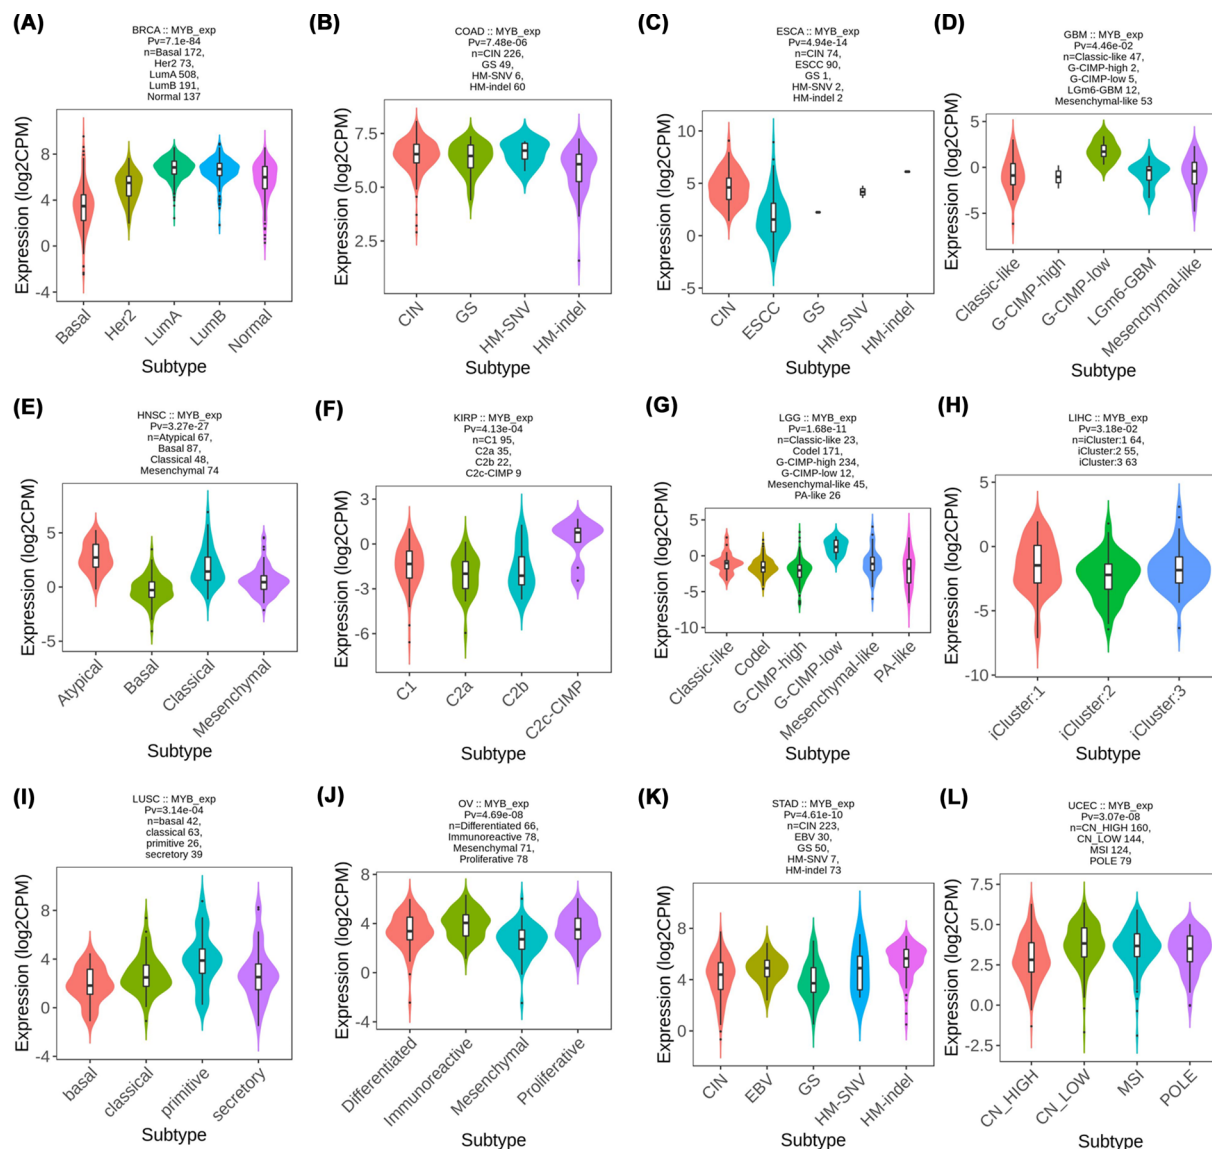 (A)
BRCA :: MYB_exp
Pv=7.1e-84
n=Basal 172,
Her2 73,
LumA 508,
LumB 191,
Normal 137
Expression (log2CPM)
8
4
0
-4
Basal
Her2
LumA
LumB
Normal
Subtype
(B)
COAD :: MYB_exp
Pv=7.48e-06
n=CIN 226,
GS 49,
HM-SNV 6,
HM-indel 60
Expression (log2CPM)
7.5
5.0
2.5
CIN
GS
HM-SNV
HM-indel
Subtype
(C)
ESCA :: MYB_exp
Pv=4.94e-14
n=CIN 74,
ESCC 90,
GS 1,
HM-SNV 2,
HM-indel 2
Expression (log2CPM)
10
5
0
-5
CIN
ESCC
GS
HM-SNV
HM-indel
Subtype
(D)
GBM :: MYB_exp
Pv=4.46e-02
n=Classic-like 47,
G-CIMP-high 2,
G-CIMP-low 5,
LGm6-GBM 12,
Mesenchymal-like 53
Expression (log2CPM)
5
0
-5
Classic-like
G-CIMP-high
G-CIMP-low
LGm6-GBM
Mesenchymal-like
Subtype
(E)
HNSC :: MYB_exp
Pv=3.27e-27
n=Atypical 67,
Basal 87,
Classical 48,
Mesenchymal 74
Expression (log2CPM)
5
0
-5
Atypical
Basal
Classical
Mesenchymal
Subtype
(F)
KIRP :: MYB_exp
Pv=4.13e-04
n=C1 95,
C2a 35,
C2b 22,
C2c-CIMP 9
Expression (log2CPM)
3
0
-3
-6
C1
C2a
C2b
C2c-CIMP
Subtype
(G)
LGG :: MYB_exp
Pv=1.68e-11
n=Classic-like 23,
Codel 171,
G-CIMP-high 234,
G-CIMP-low 12,
Mesenchymal-like 45,
PA-like 26
Expression (log2CPM)
5
0
-5
-10
Classic-like
Codel
G-CIMP-high
G-CIMP-low
Mesenchymal-like
PA-like
Subtype
(H)
LIHC :: MYB_exp
Pv=3.18e-02
n=iCluster:1 64,
iCluster:2 55,
iCluster:3 63
Expression (log2CPM)
0
-5
-10
iCluster:1
iCluster:2
iCluster:3
Subtype
(I)
LUSC :: MYB_exp
Pv=3.14e-04
n=basal 42,
classical 63,
primitive 26,
secretory 39
Expression (log2CPM)
8
4
0
-4
basal
classical
primitive
secretory
Subtype
(J)
OV :: MYB_exp
Pv=4.69e-08
n=Differentiated 66,
Immunoreactive 78,
Mesenchymal 71,
Proliferative 78
Expression (log2CPM)
8
4
0
-4
Differentiated
Immunoreactive
Mesenchymal
Proliferative
Subtype
(K)
STAD :: MYB_exp
Pv=4.61e-10
n=CIN 223,
EBV 30,
GS 50,
HM-SNV 7,
HM-indel 73
Expression (log2CPM)
8
4
0
CIN
EBV
GS
HM-SNV
HM-indel
Subtype
(L)
UCEC :: MYB_exp
Pv=3.07e-08
n=CN_HIGH 160,
CN_LOW 144,
MSI 124,
POLE 79
Expression (log2CPM)
7.5
5.0
2.5
0.0
-2.5
CN_HIGH
CN_LOW
MSI
POLE
Subtype